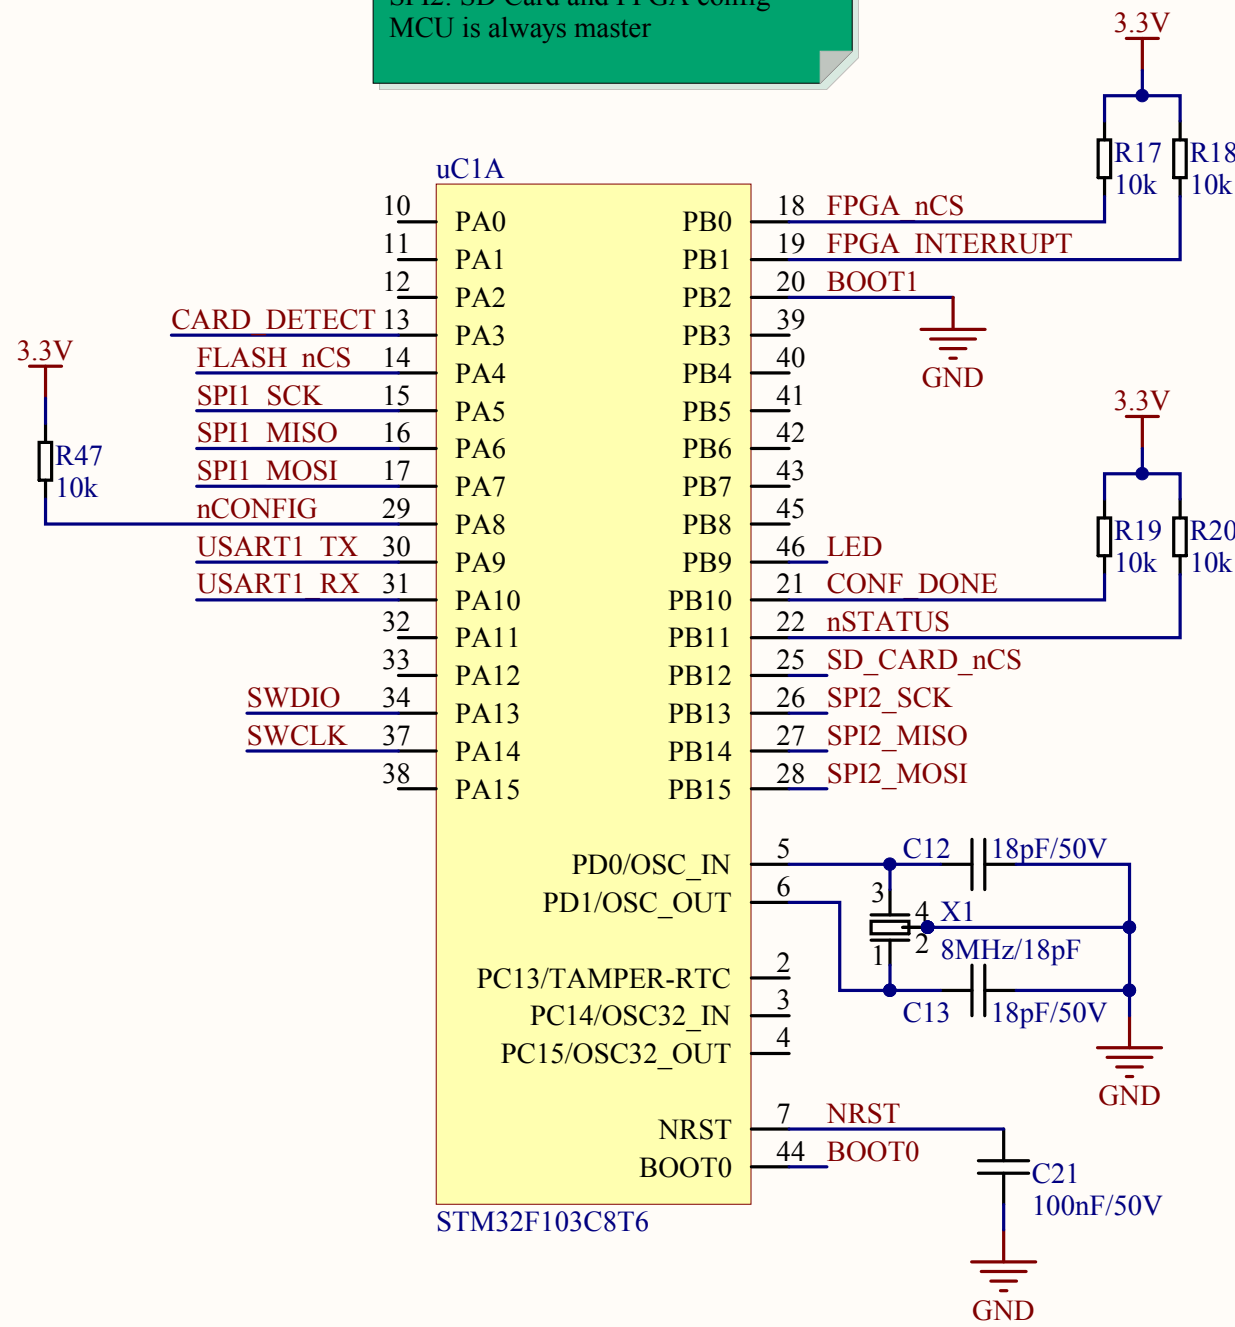 SPI2: SD Card and FPGA config
MCU is always master
3.3V
R17
10k
R18
10k
uC1A
10 PA0
11 PA1
12 PA2
CARD_DETECT 13 PA3
FLASH_nCS 14 PA4
SPI1_SCK 15 PA5
SPI1_MISO 16 PA6
SPI1_MOSI 17 PA7
nCONFIG 29 PA8
USART1_TX 30 PA9
USART1_RX 31 PA10
32 PA11
33 PA12
SWDIO 34 PA13
SWCLK 37 PA14
38 PA15
3.3V
R47
10k
PB0 18 FPGA_nCS
PB1 19 FPGA_INTERRUPT
PB2 20 BOOT1
PB3 39
PB4 40
PB5 41
PB6 42
PB7 43
PB8 45
PB9 46 LED
PB10 21 CONF_DONE
PB11 22 nSTATUS
PB12 25 SD_CARD_nCS
PB13 26 SPI2_SCK
PB14 27 SPI2_MISO
PB15 28 SPI2_MOSI
GND
3.3V
R19
10k
R20
10k
PD0/OSC_IN 5
PD1/OSC_OUT 6
C12 18pF/50V
3
4
X1
2
8MHz/18pF
1
C13 18pF/50V
GND
PC13/TAMPER-RTC 2
PC14/OSC32_IN 3
PC15/OSC32_OUT 4
NRST 7 NRST
BOOT0 44 BOOT0
C21
100nF/50V
GND
STM32F103C8T6